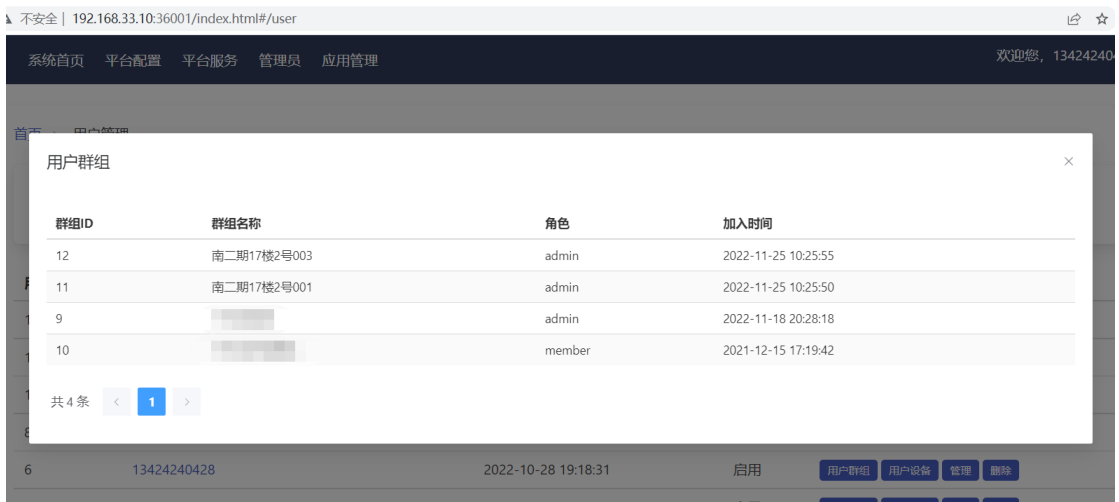 不安全 | 192.168.33.10:36001/index.html#/user
系统首页 平台配置 平台服务 管理员 应用管理 欢迎您，13424240
首页 用户管理
用户群组 ×
群组ID 群组名称 角色 加入时间
12 南二期17楼2号003 admin 2022-11-25 10:25:55
11 南二期17楼2号001 admin 2022-11-25 10:25:50
9 admin 2022-11-18 20:28:18
10 member 2021-12-15 17:19:42
共 4 条 < 1 >
6 13424240428 2022-10-28 19:18:31 启用 用户群组 用户设备 管理 删除